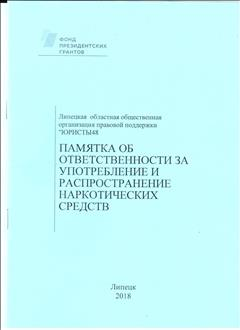 ФОНД
ПРЕЗИДЕНТСКИХ
ГРАНТОВ
Липецкая областная общественная
организация правовой поддержки
"ЮРИСТЫ48
ПАМЯТКА ОБ
ОТВЕТСТВЕННОСТИ ЗА
УПОТРЕБЛЕНИЕ И
РАСПРОСТРАНЕНИЕ
НАРКОТИЧЕСКИХ
СРЕДСТВ
Липецк
2018